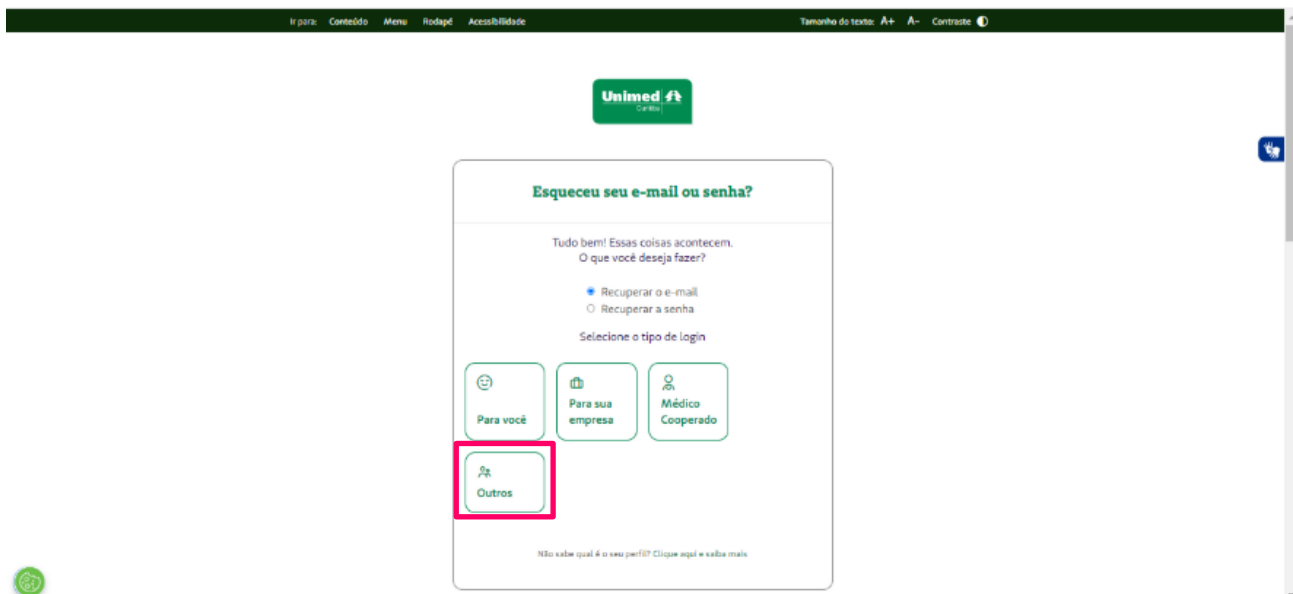 Ir para: Conteúdo Menu Rodapé Acessibilidade
Tamanho do texto: A+ A- Contraste
Unimed
Curitiba
Esqueceu seu e-mail ou senha?
Tudo bem! Essas coisas acontecem.
O que você deseja fazer?
Recuperar o e-mail
Recuperar a senha
Selecione o tipo de login
Para você
Para sua
empresa
Médico
Cooperado
Outros
Não sabe qual é o seu perfil? Clique aqui e saiba mais